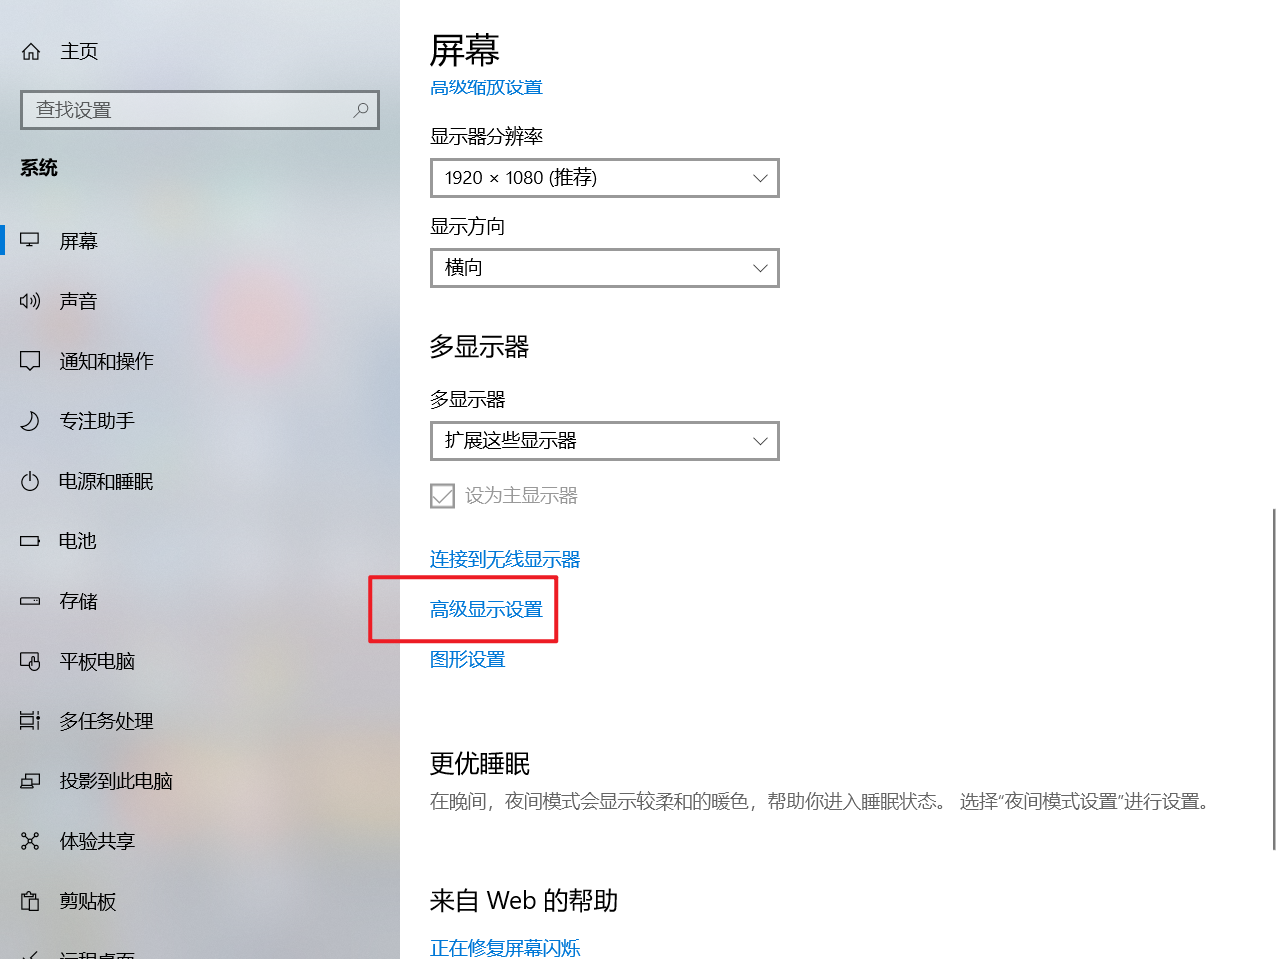 主页
查找设置
系统
屏幕
声音
通知和操作
专注助手
电源和睡眠
电池
存储
平板电脑
多任务处理
投影到此电脑
体验共享
剪贴板
远程桌面
屏幕
高级缩放设置
显示器分辨率
1920 × 1080 (推荐)
显示方向
横向
多显示器
多显示器
扩展这些显示器
设为主显示器
连接到无线显示器
高级显示设置
图形设置
更优睡眠
在晚间，夜间模式会显示较柔和的暖色，帮助你进入睡眠状态。 选择“夜间模式设置”进行设置。
来自 Web 的帮助
正在修复屏幕闪烁